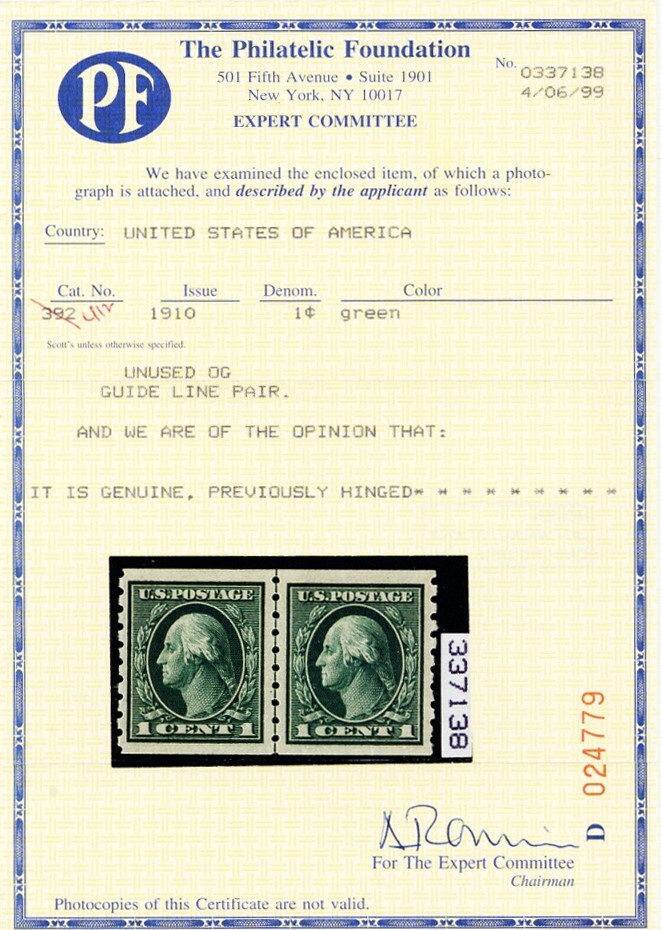 PF
The Philatelic Foundation
501 Fifth Avenue • Suite 1901
New York, NY 10017
EXPERT COMMITTEE
No. 0337138
4/06/99
We have examined the enclosed item, of which a photo-
graph is attached, and described by the applicant as follows:
Country: UNITED STATES OF AMERICA
Cat. No. Issue Denom. Color
392 412 1910 1¢ green
Scott's unless otherwise specified.
UNUSED OG
GUIDE LINE PAIR.
AND WE ARE OF THE OPINION THAT:
IT IS GENUINE, PREVIOUSLY HINGED* * * * * * * * *
U.S.POSTAGE U.S.POSTAGE
1 CENT 1 1 CENT 1
337138
D 024779
For The Expert Committee
Chairman
Photocopies of this Certificate are not valid.